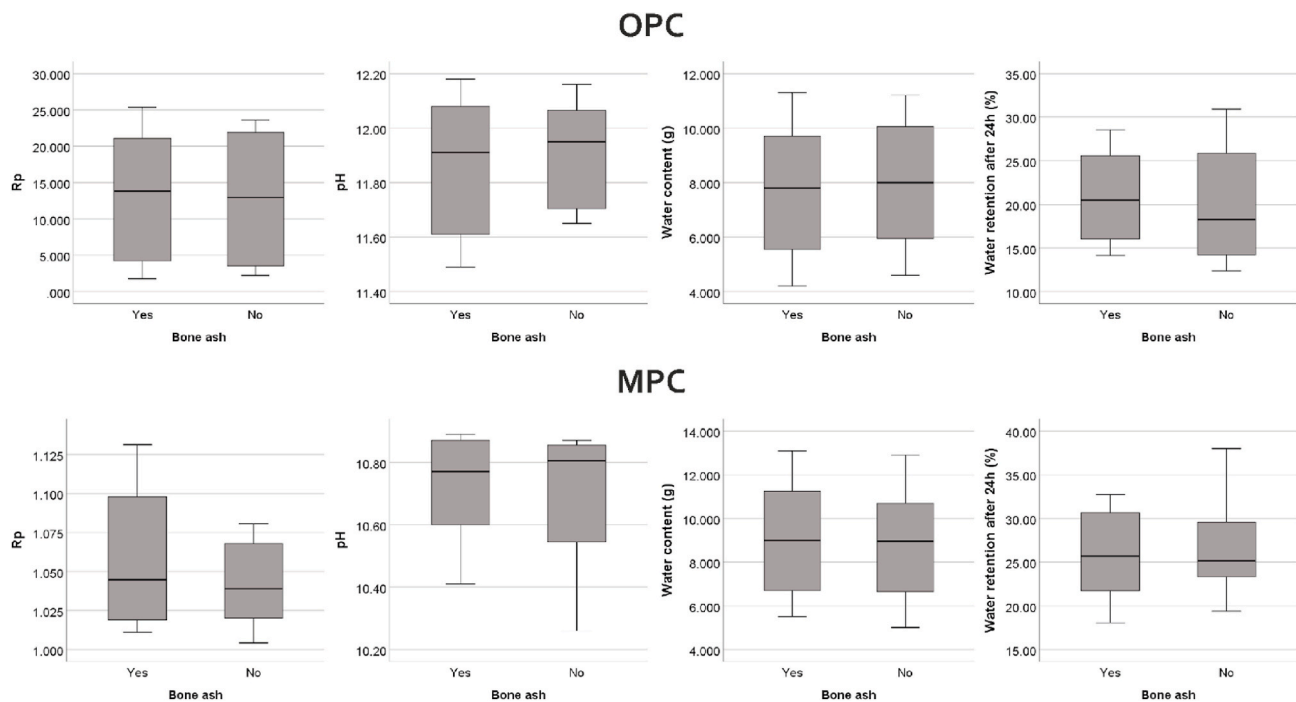 OPC
Rp
30.000
25.000
20.000
15.000
10.000
5.000
.000
Yes
No
Bone ash
pH
12.20
12.00
11.80
11.60
11.40
Yes
No
Bone ash
Water content (g)
12.000
10.000
8.000
6.000
4.000
Yes
No
Bone ash
Water retention after 24h (%)
35.00
30.00
25.00
20.00
15.00
10.00
Yes
No
Bone ash
MPC
Rp
1.125
1.100
1.075
1.050
1.025
1.000
Yes
No
Bone ash
pH
10.80
10.60
10.40
10.20
Yes
No
Bone ash
Water content (g)
14.000
12.000
10.000
8.000
6.000
4.000
Yes
No
Bone ash
Water retention after 24h (%)
40.00
35.00
30.00
25.00
20.00
15.00
Yes
No
Bone ash